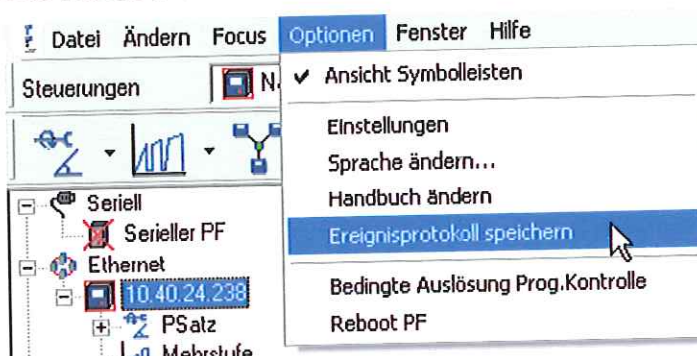 Datei Ändern Focus Optionen Fenster Hilfe
Steuerungen
Ansicht Symbolleisten
Einstellungen
Sprache ändern...
Handbuch ändern
Ereignisprotokoll speichern
Bedingte Auslösung Prog.Kontrolle
Reboot PF
Seriell
Serieller PF
Ethernet
10.40.24.238
PSatz
Mehrstufe